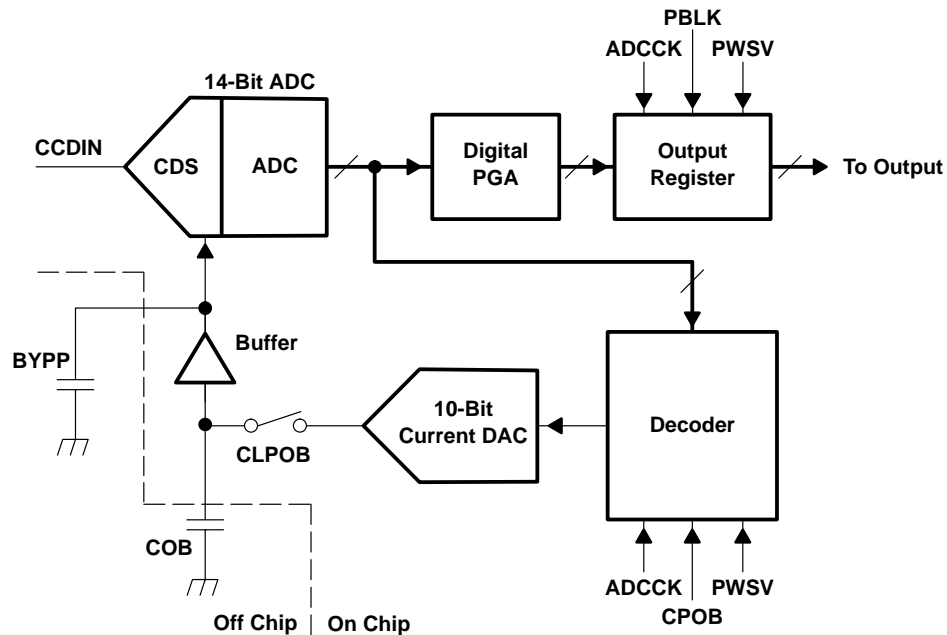 PBLK
ADCCK PWSV
14-Bit ADC
CCDIN
CDS
ADC
Digital
PGA
Output
Register
To Output
BYPP
Buffer
CLPOB
10-Bit
Current DAC
Decoder
COB
ADCCK PWSV
CPOB
Off Chip On Chip